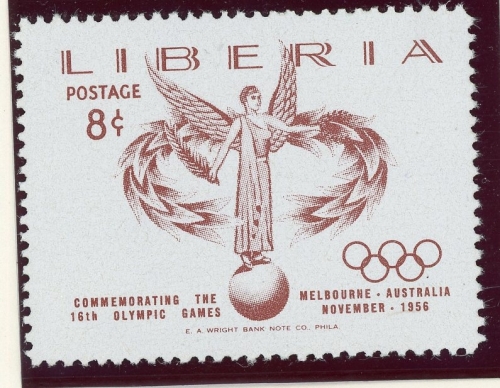 LIBERIA
POSTAGE
8¢
COMMEMORATING THE
16th OLYMPIC GAMES
MELBOURNE · AUSTRALIA
NOVEMBER · 1956
E. A. WRIGHT BANK NOTE CO., PHILA.